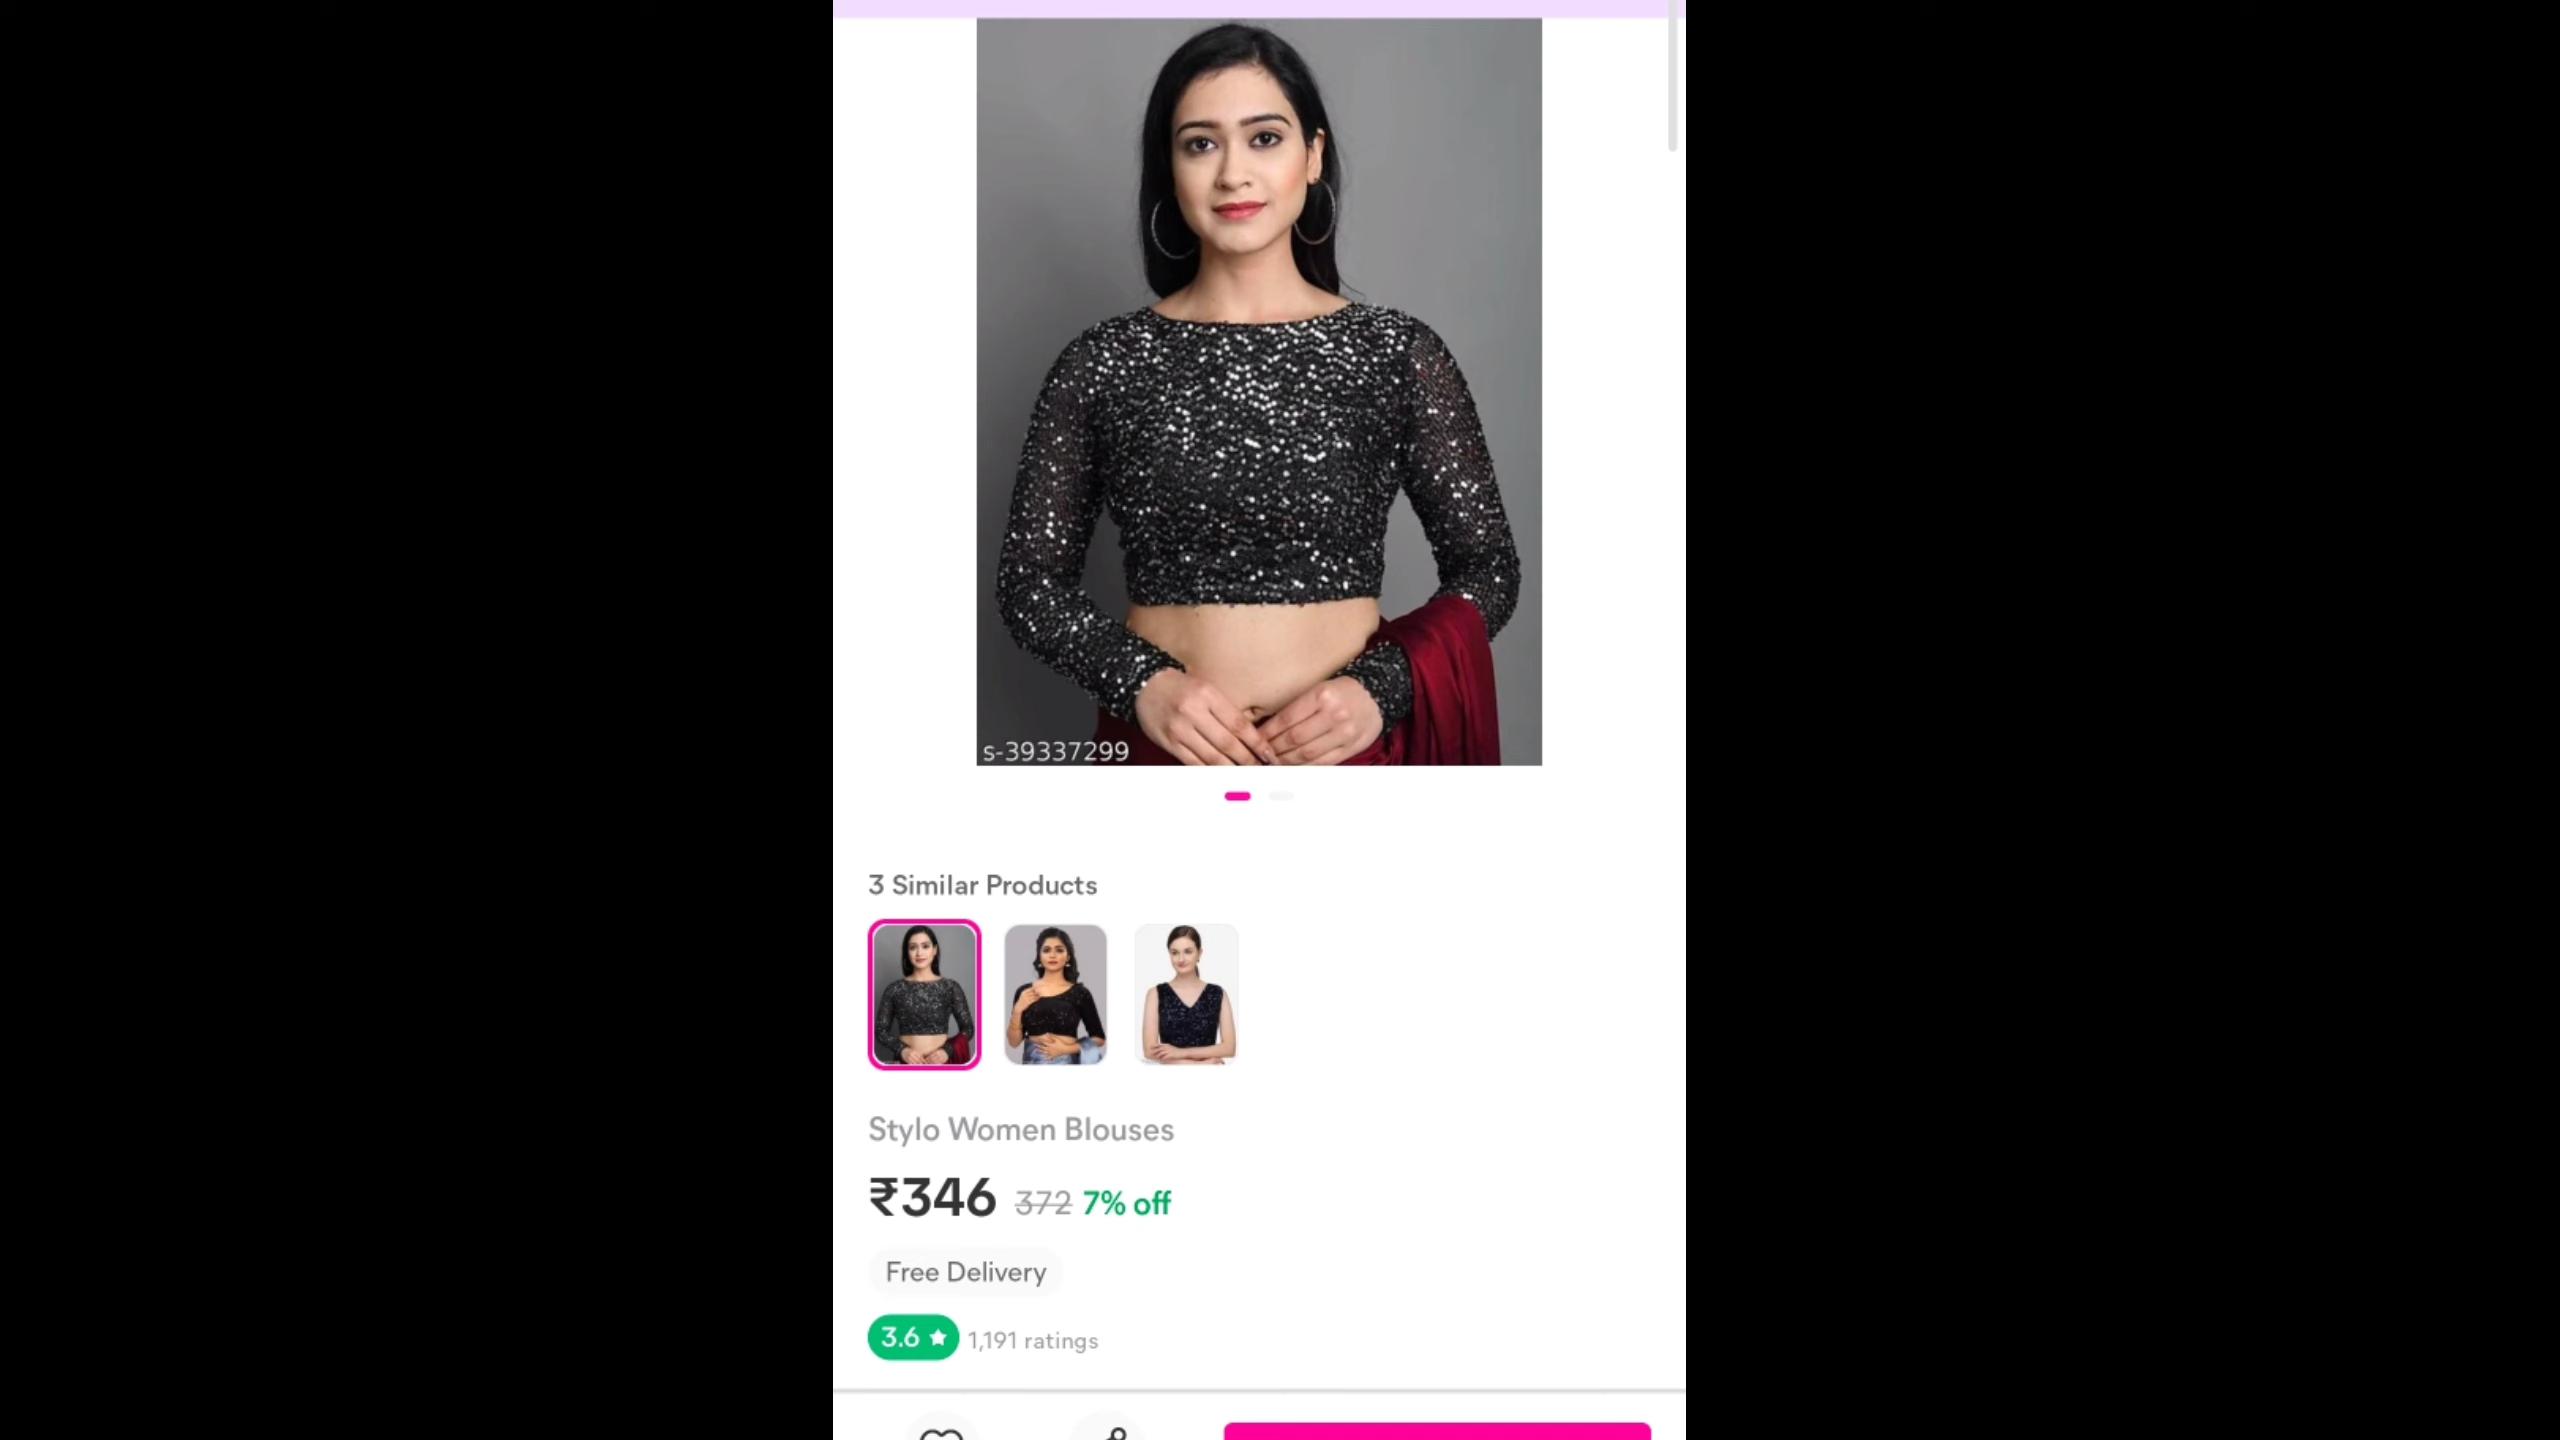 s-39337299
3 Similar Products
Stylo Women Blouses
₹346 372 7% off
Free Delivery
3.6 ★ 1,191 ratings